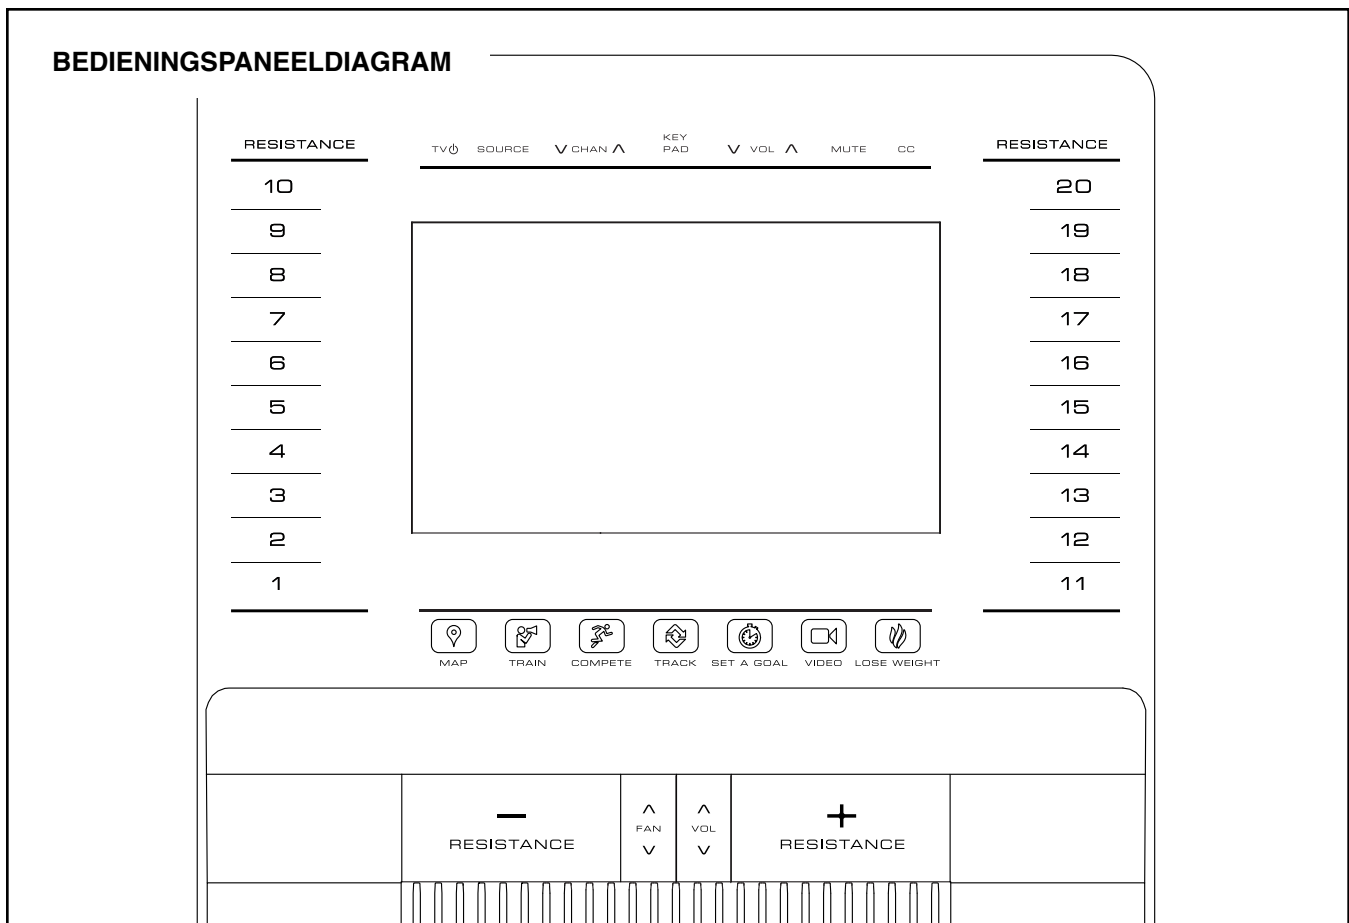 BEDIENINGSPANEELDIAGRAM
RESISTANCE
10
9
8
7
6
5
4
3
2
1
TV SOURCE CHAN KEY PAD VOL MUTE CC
RESISTANCE
20
19
18
17
16
15
14
13
12
11
MAP TRAIN COMPETE TRACK SET A GOAL VIDEO LOSE WEIGHT
−
RESISTANCE
FAN
VOL
+
RESISTANCE